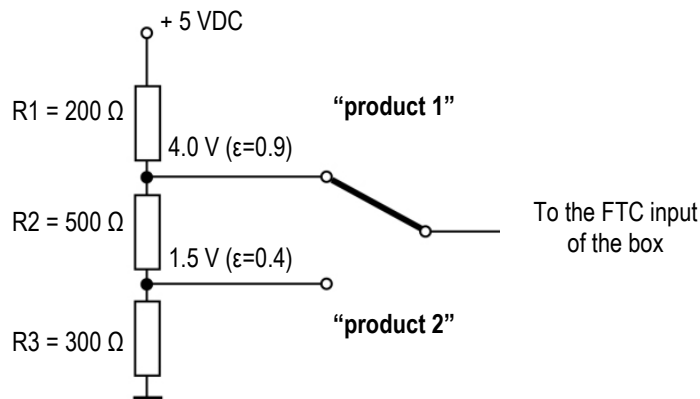 + 5 VDC
R1 = 200 Ω
“product 1”
4.0 V (ε=0.9)
R2 = 500 Ω
To the FTC input
of the box
1.5 V (ε=0.4)
“product 2”
R3 = 300 Ω